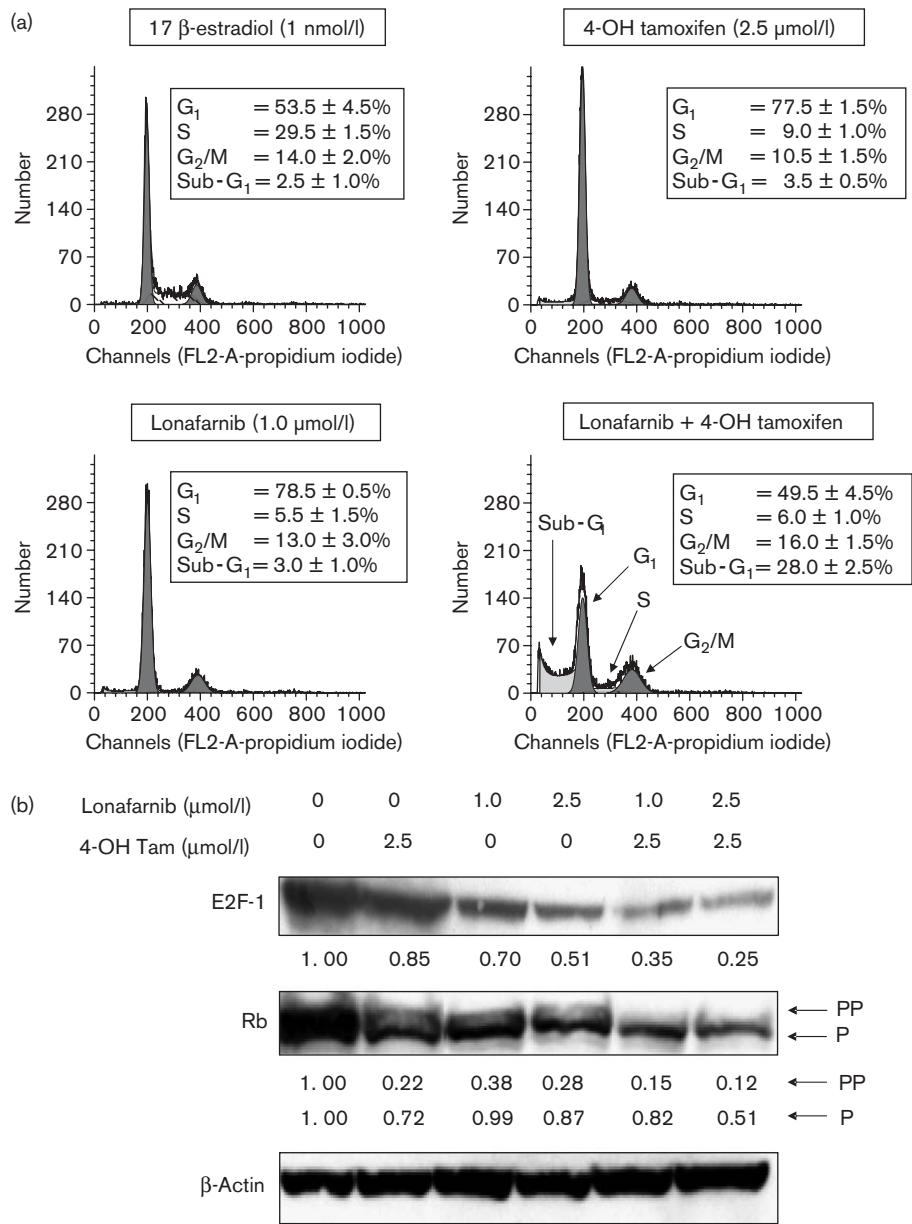 (a)
17 β-estradiol (1 nmol/l)
G₁ = 53.5 ± 4.5%
S = 29.5 ± 1.5%
G₂/M = 14.0 ± 2.0%
Sub-G₁ = 2.5 ± 1.0%
Number
280
210
140
70
0
0 200 400 600 800 1000
Channels (FL2-A-propidium iodide)
4-OH tamoxifen (2.5 µmol/l)
G₁ = 77.5 ± 1.5%
S = 9.0 ± 1.0%
G₂/M = 10.5 ± 1.5%
Sub-G₁ = 3.5 ± 0.5%
Number
280
210
140
70
0
0 200 400 600 800 1000
Channels (FL2-A-propidium iodide)
Lonafarnib (1.0 µmol/l)
G₁ = 78.5 ± 0.5%
S = 5.5 ± 1.5%
G₂/M = 13.0 ± 3.0%
Sub-G₁ = 3.0 ± 1.0%
Number
280
210
140
70
0
0 200 400 600 800 1000
Channels (FL2-A-propidium iodide)
Lonafarnib + 4-OH tamoxifen
G₁ = 49.5 ± 4.5%
S = 6.0 ± 1.0%
G₂/M = 16.0 ± 1.5%
Sub-G₁ = 28.0 ± 2.5%
Sub-G₁
G₁
S
G₂/M
Number
280
210
140
70
0
0 200 400 600 800 1000
Channels (FL2-A-propidium iodide)
(b)
Lonafarnib (µmol/l) 0 0 1.0 2.5 1.0 2.5
4-OH Tam (µmol/l) 0 2.5 0 0 2.5 2.5
E2F-1
1. 00 0.85 0.70 0.51 0.35 0.25
Rb
PP
P
1. 00 0.22 0.38 0.28 0.15 0.12 PP
1. 00 0.72 0.99 0.87 0.82 0.51 P
β-Actin